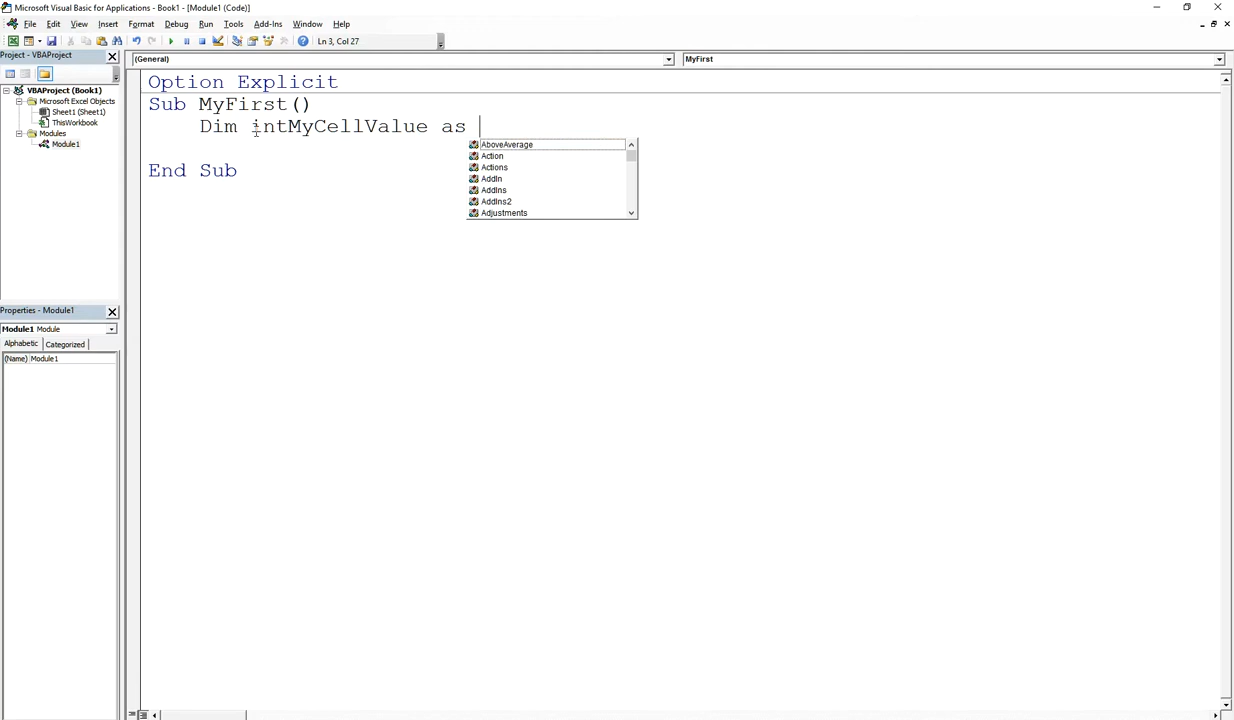 Microsoft Visual Basic for Applications - Book1 - [Module1 (Code)]
File Edit View Insert Format Debug Run Tools Add-Ins Window Help
Ln 3, Col 27
Project - VBAProject
(General)
MyFirst
VBAProject (Book1)
Microsoft Excel Objects
Sheet1 (Sheet1)
ThisWorkbook
Modules
Module1
Option Explicit
Sub MyFirst()
Dim intMyCellValue as
AboveAverage
Action
Actions
AddIn
AddIns
AddIns2
Adjustments
End Sub
Properties - Module1
Module1 Module
Alphabetic Categorized
(Name) Module1